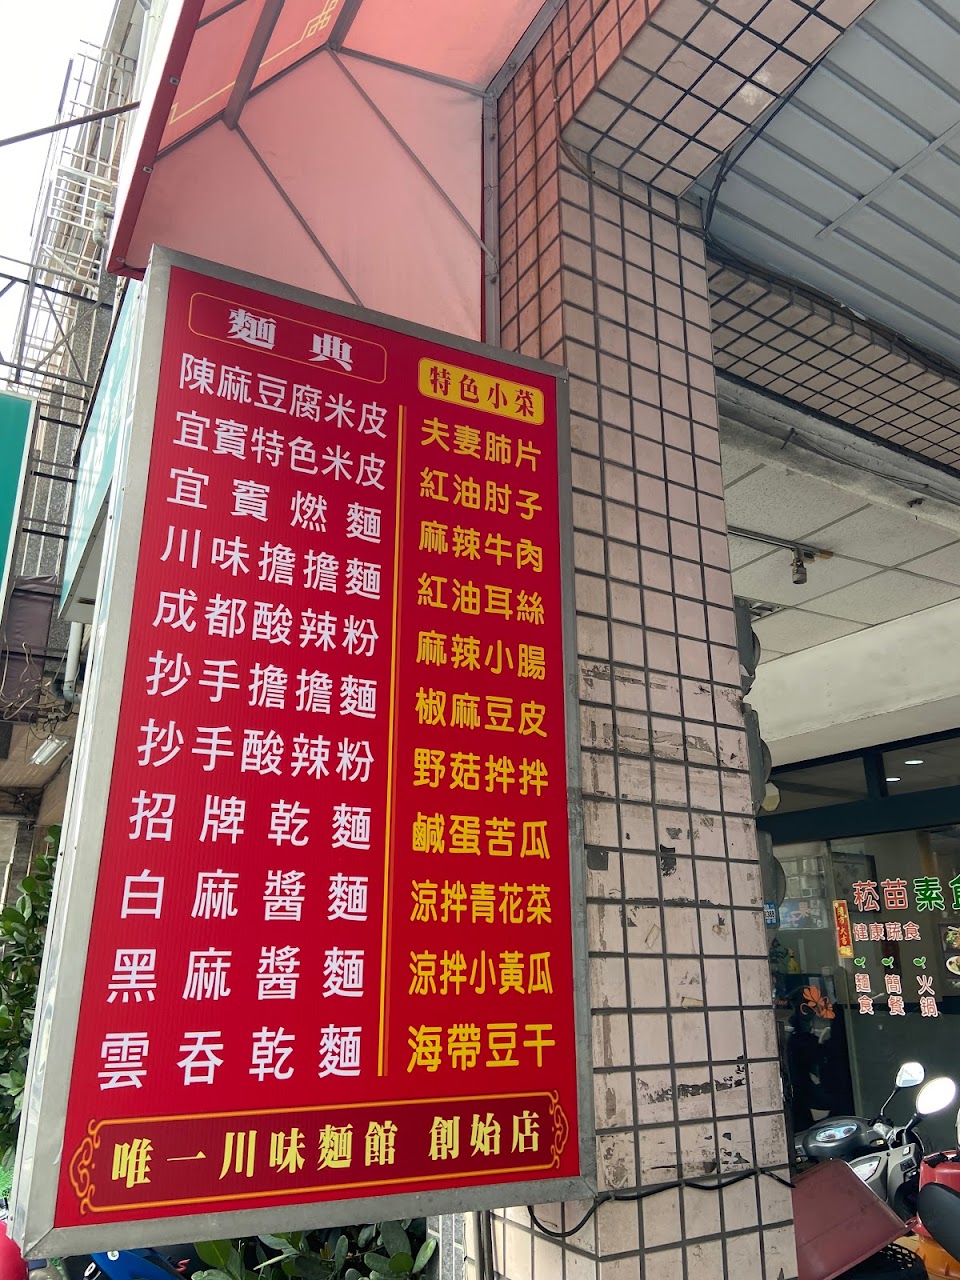 麵典
陳麻豆腐米皮
宜賓特色米皮
宜賓燃麵
川味擔擔麵
成都酸辣粉
抄手擔擔麵
抄手酸辣粉
招牌乾麵
白麻醬麵
黑麻醬麵
雲吞乾麵
特色小菜
夫妻肺片
紅油肘子
麻辣牛肉
紅油耳絲
麻辣小腸
椒麻豆皮
野菇拌拌
鹹蛋苦瓜
涼拌青花菜
涼拌小黃瓜
海帶豆干
唯一川味麵館 創始店
菘苗素食
健康蔬食
麵食
簡餐
火鍋